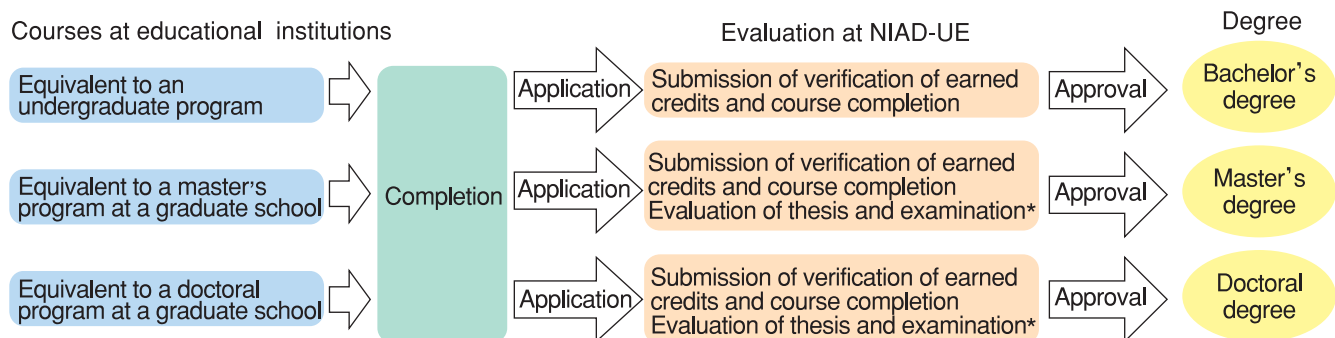 Courses at educational institutions
Evaluation at NIAD-UE
Degree
Equivalent to an
undergraduate program
Application
Submission of verification of earned
credits and course completion
Approval
Bachelor's
degree
Equivalent to a master's
program at a graduate school
Completion
Application
Submission of verification of earned
credits and course completion
Evaluation of thesis and examination*
Approval
Master's
degree
Equivalent to a doctoral
program at a graduate school
Application
Submission of verification of earned
credits and course completion
Evaluation of thesis and examination*
Approval
Doctoral
degree